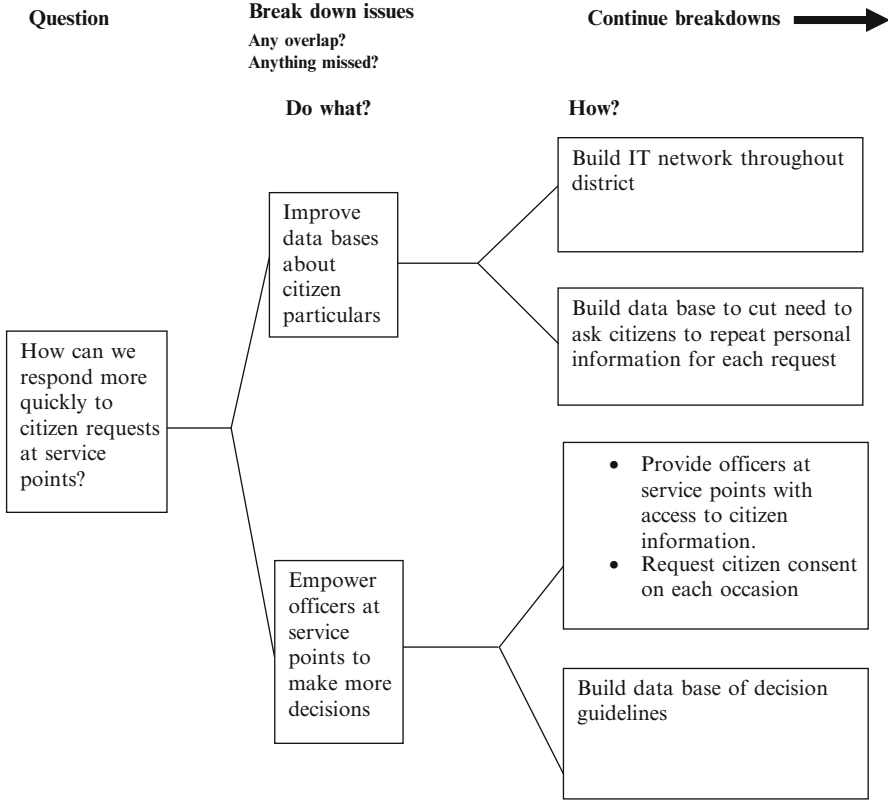 Question
Break down issues
Any overlap?
Anything missed?
Continue breakdowns
Do what?
How?
How can we
respond more
quickly to
citizen requests
at service
points?
Improve
data bases
about
citizen
particulars
Build IT network throughout
district
Build data base to cut need to
ask citizens to repeat personal
information for each request
Empower
officers at
service
points to
make more
decisions
• Provide officers at
service points with
access to citizen
information.
• Request citizen consent
on each occasion
Build data base of decision
guidelines